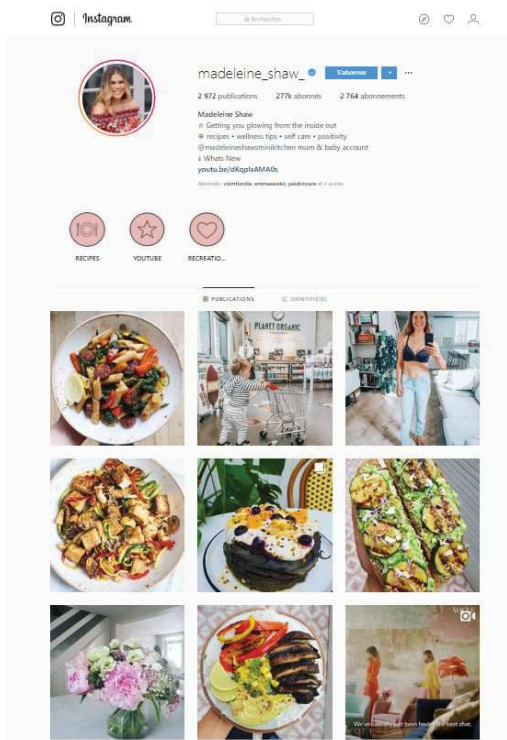 Instagram
Rechercher
madeleine_shaw_ S'abonner ...
2 972 publications 277k abonnés 2 764 abonnements
Madeleine Shaw
Getting you glowing from the inside out
recipes • wellness tips • self care • positivity
@madeleineshawsminikitchen mum & baby account
Whats New
youtu.be/dKqplxAMA0s
RECIPES YOUTUBE RECREATIO...
PUBLICATIONS IDENTIFIÉ(E)
PLANET ORGANIC